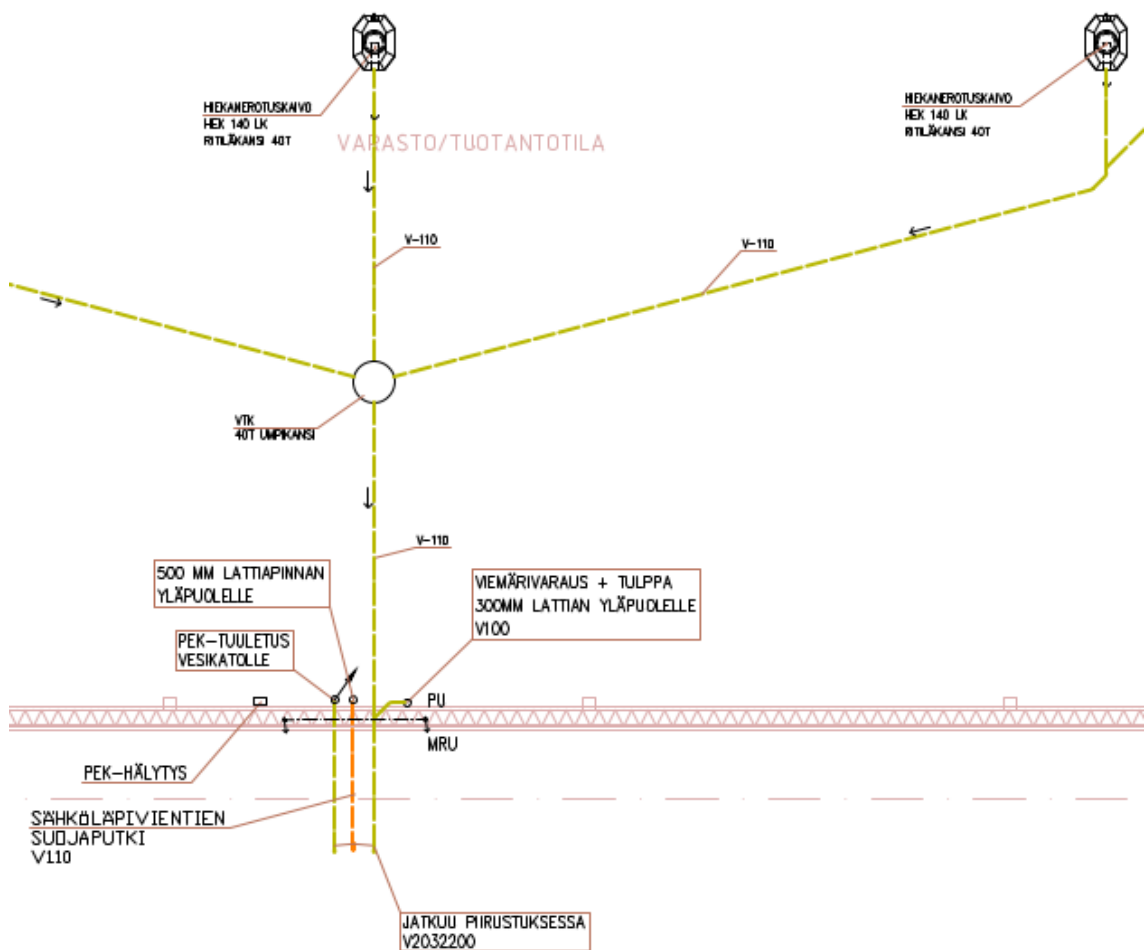 HIEKANEROTUSKAIVO
HEK 140 LK
RITILÄKANSI 40T
VARASTO/TUOTANTOTILA
HIEKANEROTUSKAIVO
HEK 140 LK
RITILÄKANSI 40T
V-110
V-110
VTK
40T UMPIKANSI
V-110
500 MM LATTIAPINNAN
YLÄPUOLELLE
VIEMÄRIVARAUS + TULPPA
300MM LATTIAN YLÄPUOLELLE
V100
PEK-TUULETUS
VESIKATOLLE
PU
MRU
PEK-HÄLYTYS
SÄHKÖLÄPIVIENTIEN
SUOJAPUTKI
V110
JATKUU PIIRUSTUKSESSA
V2032200